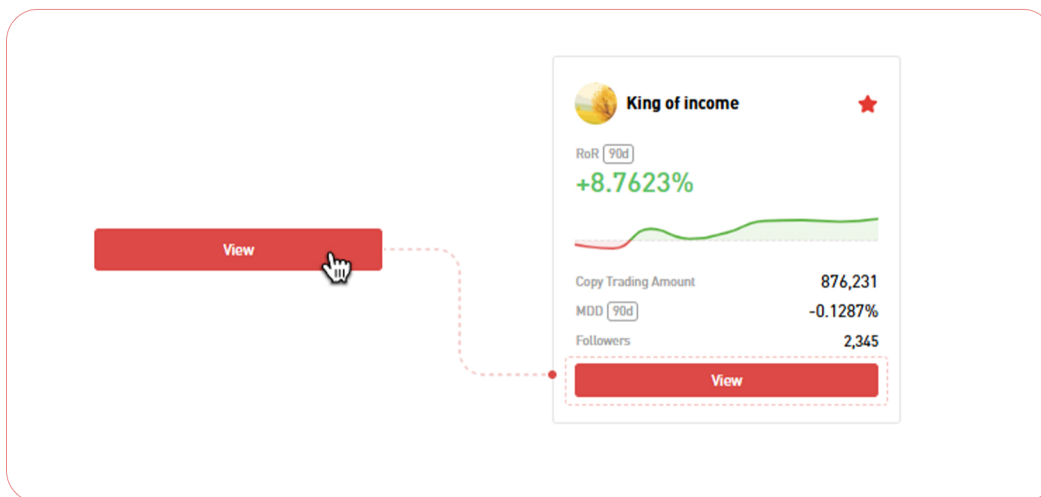 View
King of income
RoR 90d
+8.7623%
Copy Trading Amount 876,231
MDD 90d -0.1287%
Followers 2,345
View